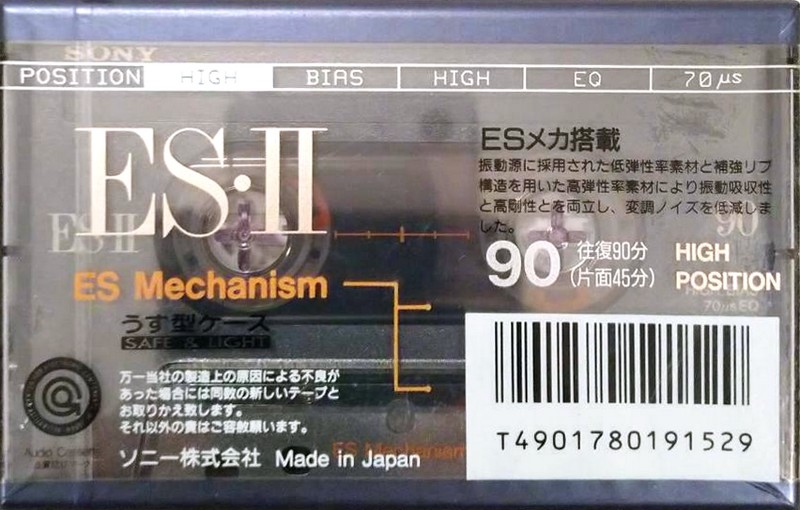 SONY
POSITION HIGH BIAS HIGH EQ 70μs
ES・II
ESメカ搭載
振動源に採用された低弾性率素材と補強リブ
構造を用いた高弾性率素材により振動吸収性
と高剛性とを両立し、変調ノイズを低減しま
した。
ES・II
90
90' 往復90分 HIGH
(片面45分) POSITION
ES Mechanism
70μs EQ
うす型ケース
SAFE & LIGHT
万一当社の製造上の原因による不良が
あった場合には同数の新しいテープと
お取りかえ致します。
それ以外の責はご容赦願います。
Audio Cassette
ES Mechanism
ソニー株式会社 Made in Japan
T4901780191529